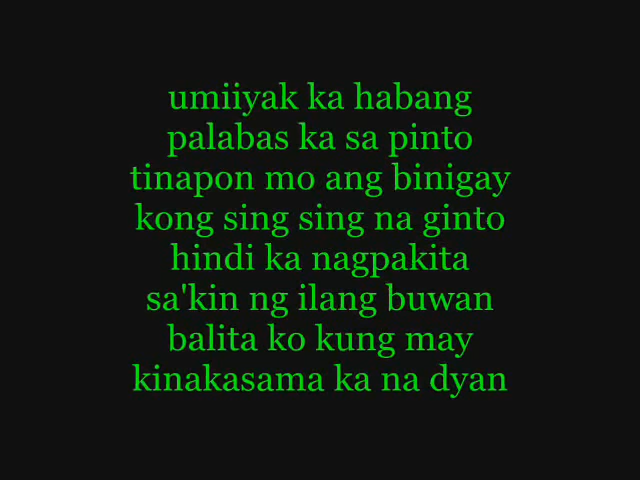 umiiyak ka habang
palabas ka sa pinto
tinapon mo ang binigay
kong sing sing na ginto
hindi ka nagpakita
sa'kin ng ilang buwan
balita ko kung may
kinakasama ka na dyan